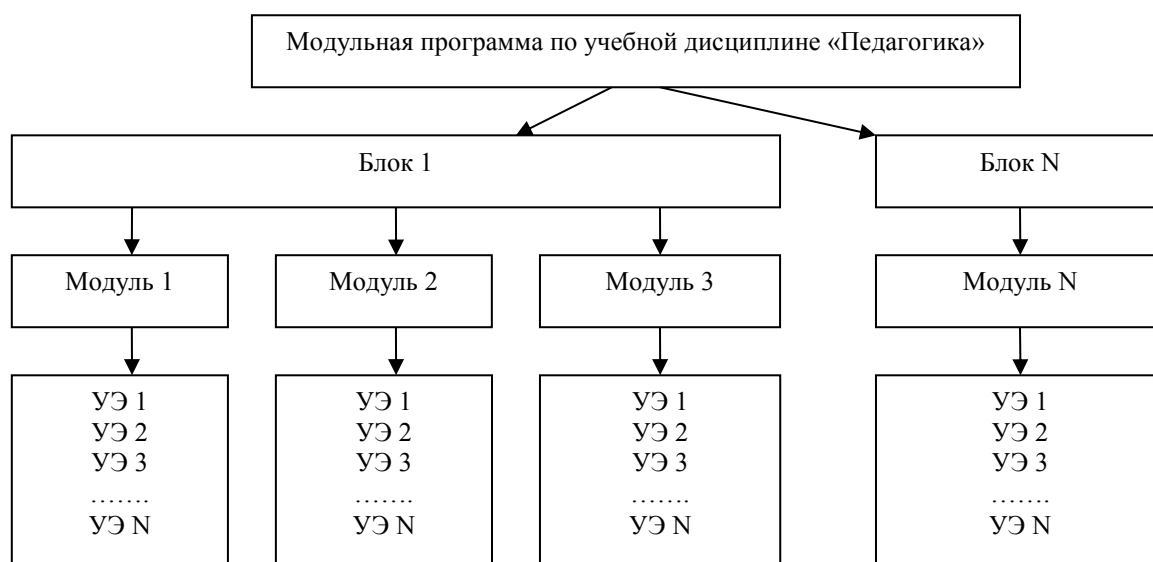 Модульная программа по учебной дисциплине «Педагогика»
Блок 1
Блок N
Модуль 1
Модуль 2
Модуль 3
Модуль N
УЭ 1
УЭ 2
УЭ 3
…….
УЭ N
УЭ 1
УЭ 2
УЭ 3
…….
УЭ N
УЭ 1
УЭ 2
УЭ 3
…….
УЭ N
УЭ 1
УЭ 2
УЭ 3
…….
УЭ N